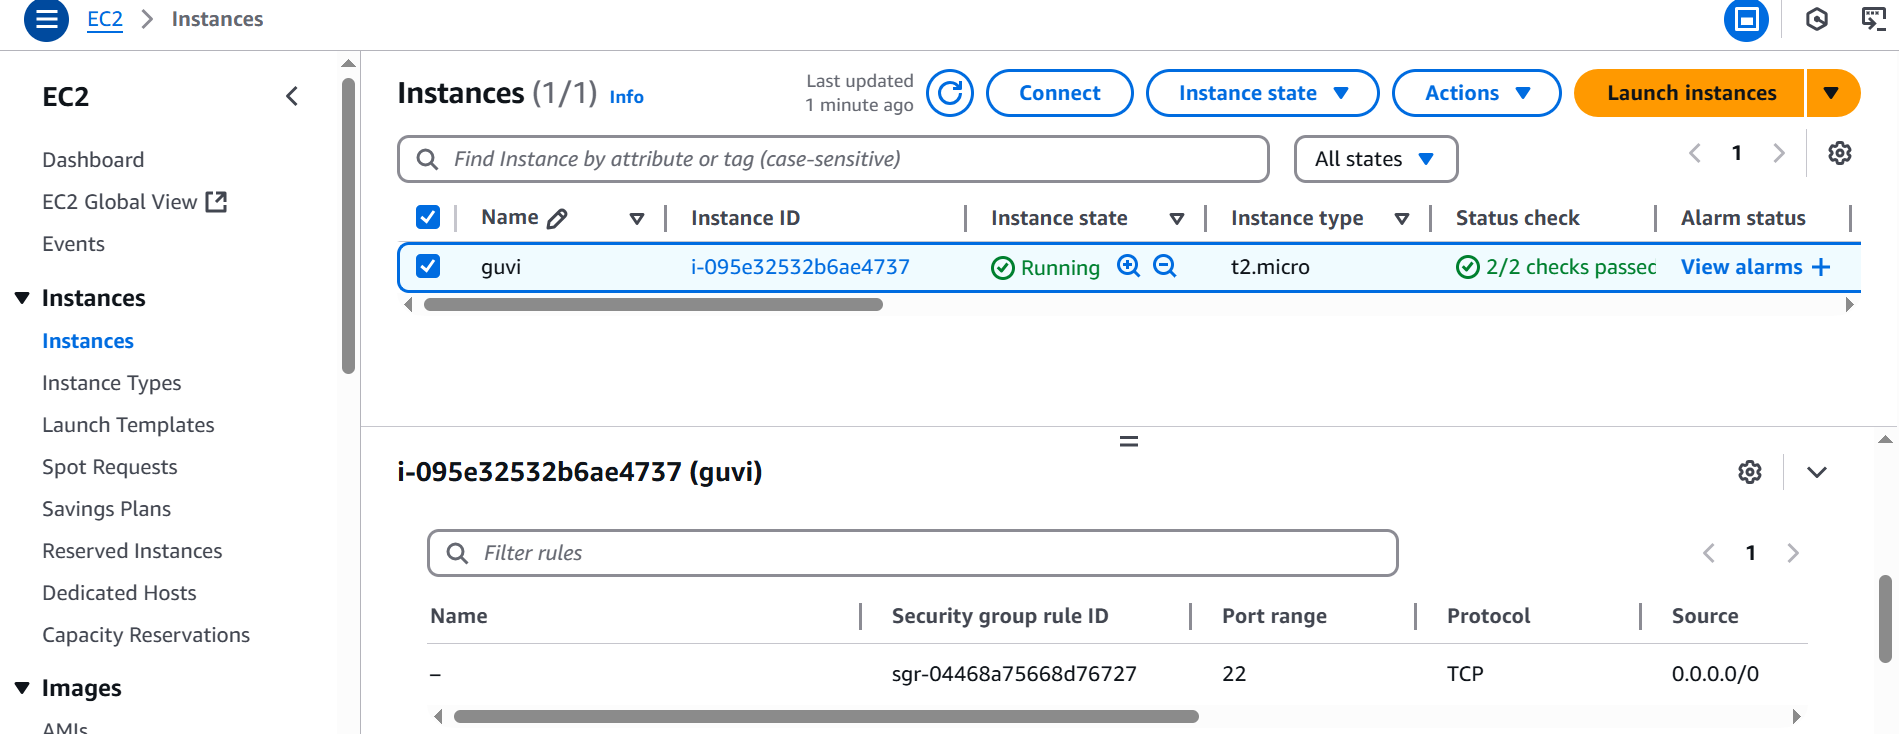 EC2 > Instances
EC2
Dashboard
EC2 Global View
Events
Instances
Instances
Instance Types
Launch Templates
Spot Requests
Savings Plans
Reserved Instances
Dedicated Hosts
Capacity Reservations
Images
AMIs
Instances (1/1) Info
Last updated
1 minute ago
Connect
Instance state
Actions
Launch instances
Find Instance by attribute or tag (case-sensitive)
All states
1
Name Instance ID Instance state Instance type Status check Alarm status
guvi i-095e32532b6ae4737 Running t2.micro 2/2 checks passed View alarms +
i-095e32532b6ae4737 (guvi)
Filter rules
1
Name Security group rule ID Port range Protocol Source
– sgr-04468a75668d76727 22 TCP 0.0.0.0/0